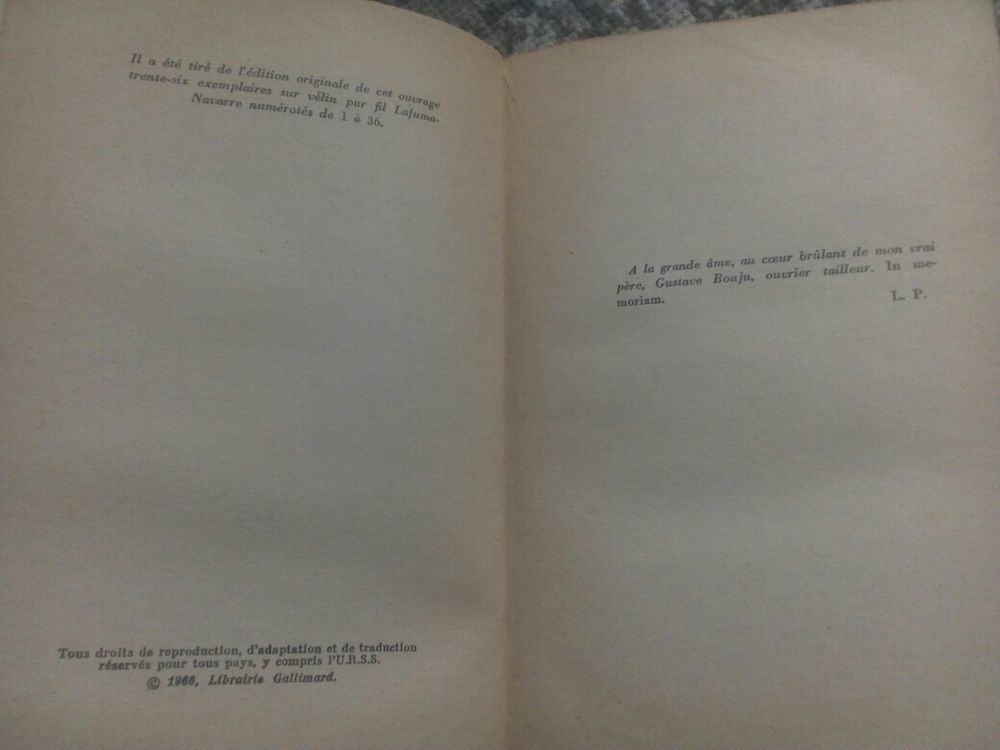 Il a été tiré de l'édition originale de cet ouvrage
trente-six exemplaires sur vélin pur fil Lafuma-
Navarre numérotés de 1 à 36.
Tous droits de reproduction, d'adaptation et de traduction
réservés pour tous pays, y compris l'U.R.S.S.
© 1960, Librairie Gallimard.
A la grande âme, au cœur brûlant de mon vrai
père, Gustave Bouju, ouvrier tailleur. In me-
moriam.
L. P.